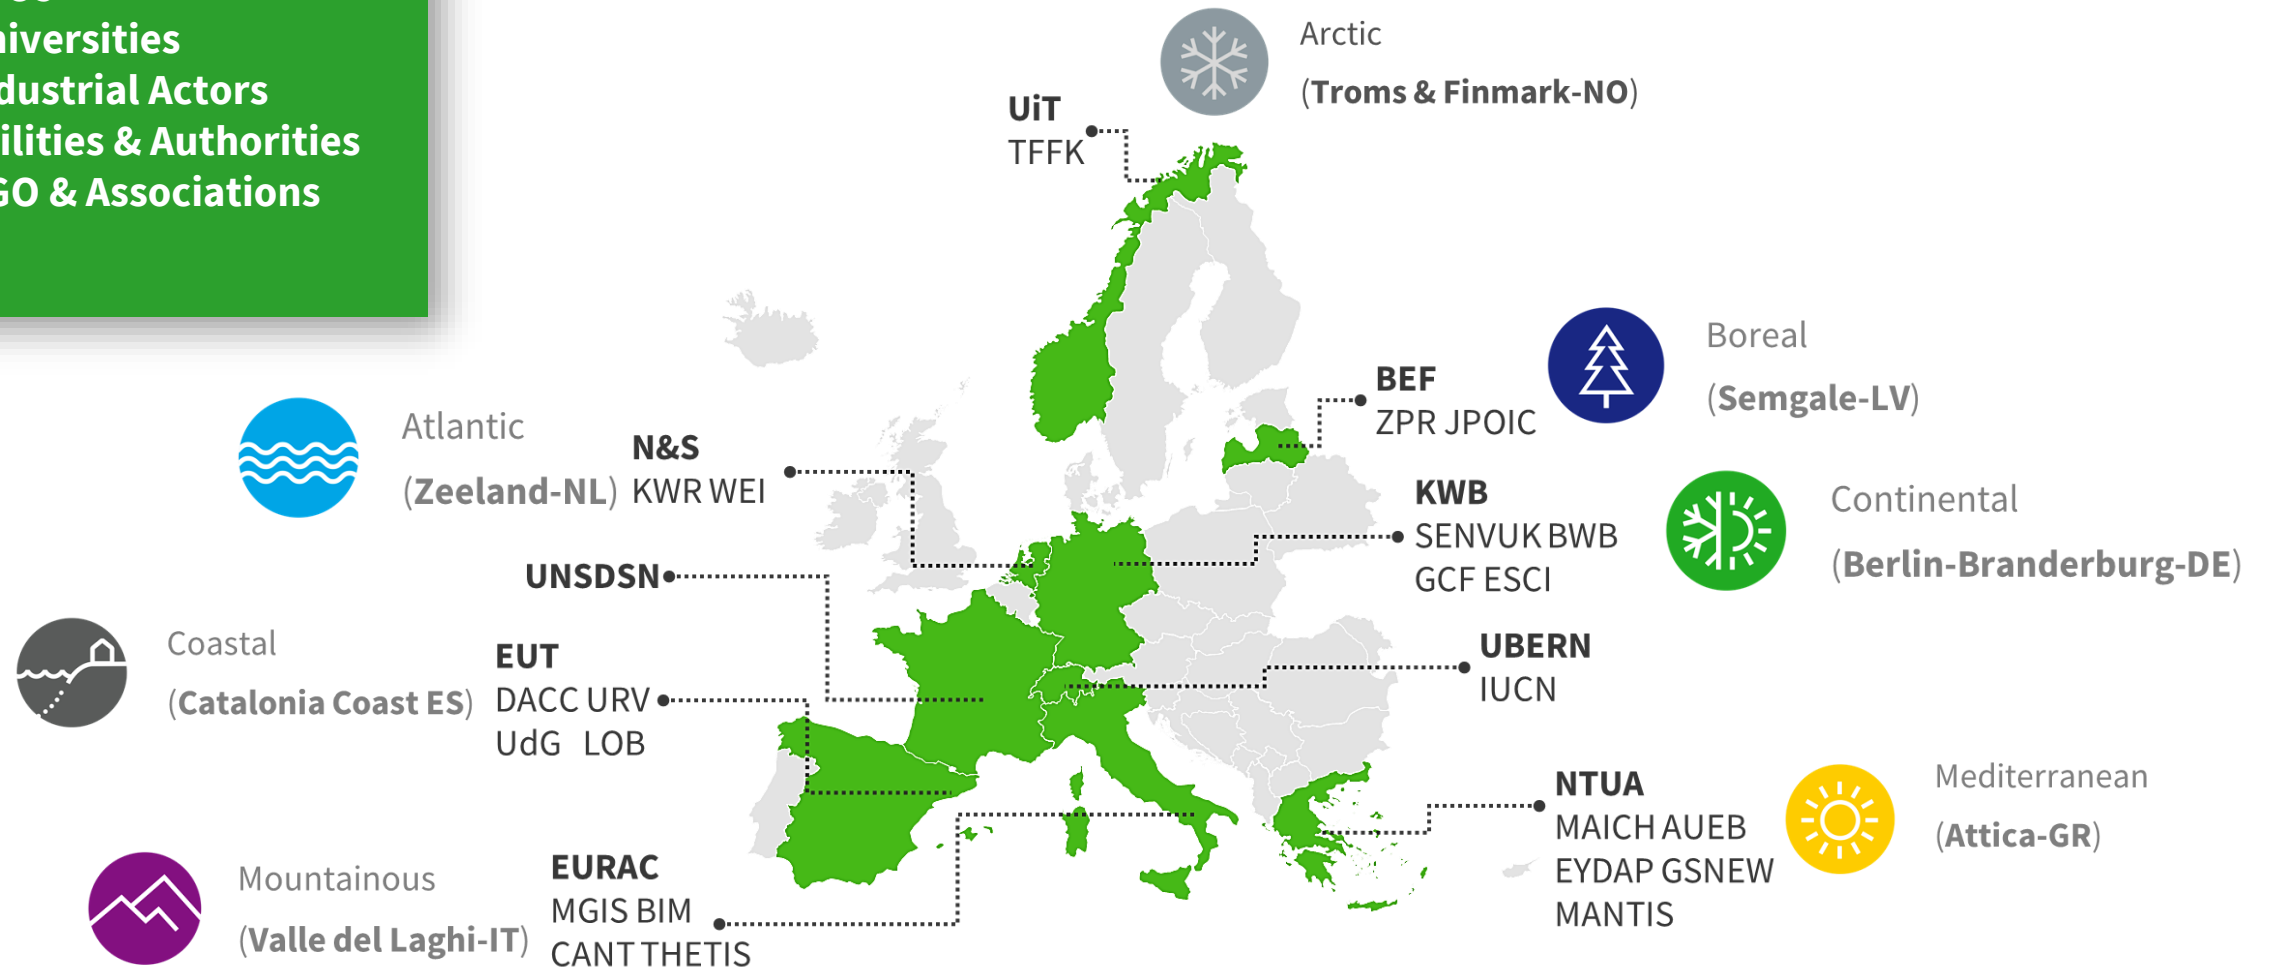 niversities
dustrial Actors
ilities & Authorities
GO & Associations
Arctic
(Troms & Finmark-NO)
UiT
TFFK
Boreal
(Semgale-LV)
BEF
ZPR JPOIC
Atlantic
(Zeeland-NL)
N&S
KWR WEI
KWB
SENVUK BWB
GCF ESCI
Continental
(Berlin-Branderburg-DE)
UNSDSN
Coastal
(Catalonia Coast ES)
EUT
DACC URV
UdG LOB
UBERN
IUCN
NTUA
MAICH AUEB
EYDAP GSNEW
MANTIS
Mediterranean
(Attica-GR)
Mountainous
(Valle del Laghi-IT)
EURAC
MGIS BIM
CANT THETIS